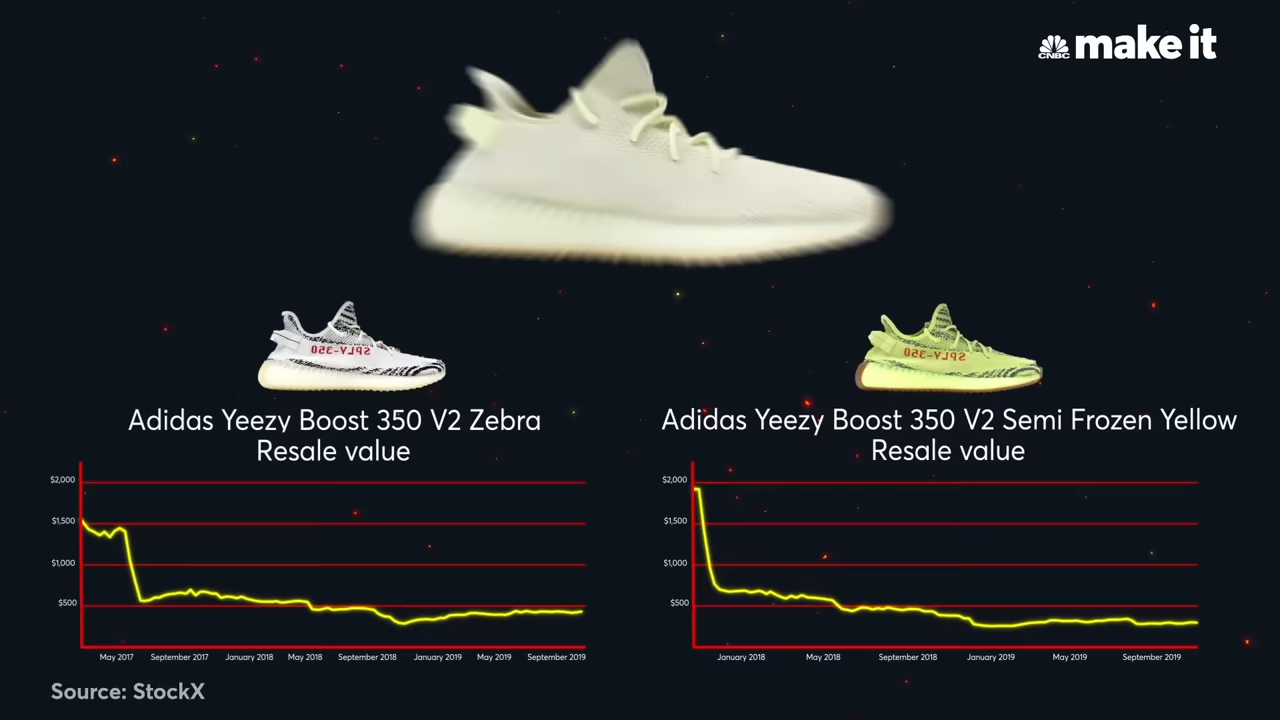 CNBC make it
SPLY-350
SPLY-350
Adidas Yeezy Boost 350 V2 Zebra
Resale value
$2,000
$1,500
$1,000
$500
May 2017 September 2017 January 2018 May 2018 September 2018 January 2019 May 2019 September 2019
Adidas Yeezy Boost 350 V2 Semi Frozen Yellow
Resale value
$2,000
$1,500
$1,000
$500
January 2018 May 2018 September 2018 January 2019 May 2019 September 2019
Source: StockX